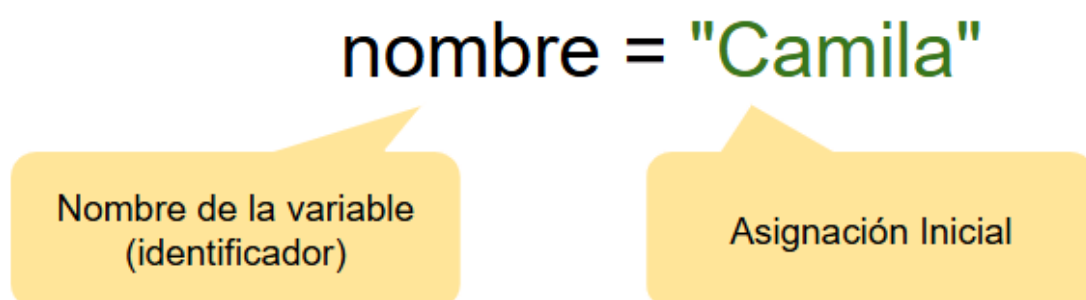 nombre = "Camila"
Nombre de la variable
(identificador)
Asignación Inicial